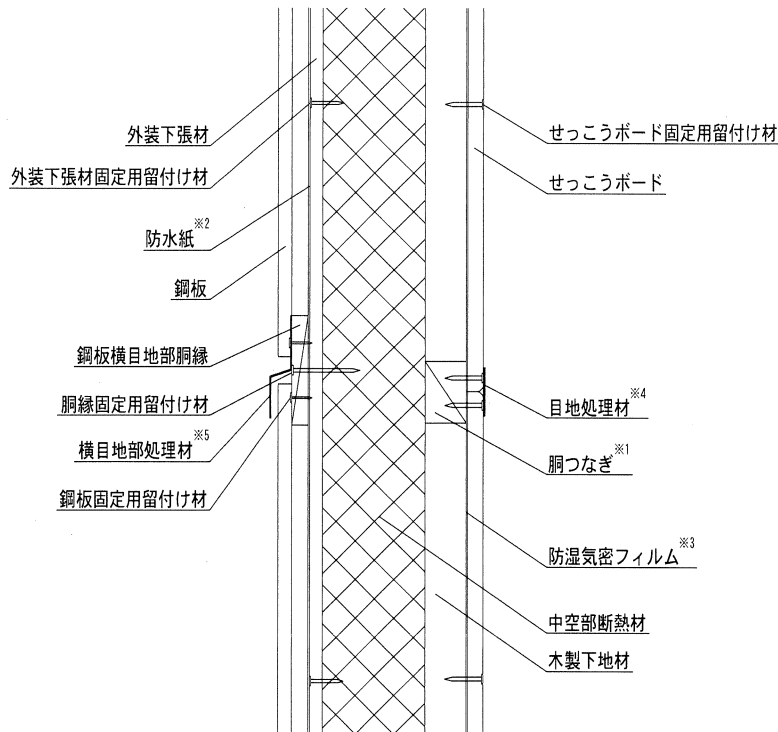 外装下張材
外装下張材固定用留付け材
防水紙※2
鋼板
鋼板横目地部胴縁
胴縁固定用留付け材
横目地部処理材※5
鋼板固定用留付け材
せっこうボード固定用留付け材
せっこうボード
目地処理材※4
胴つなぎ※1
防湿気密フィルム※3
中空部断熱材
木製下地材